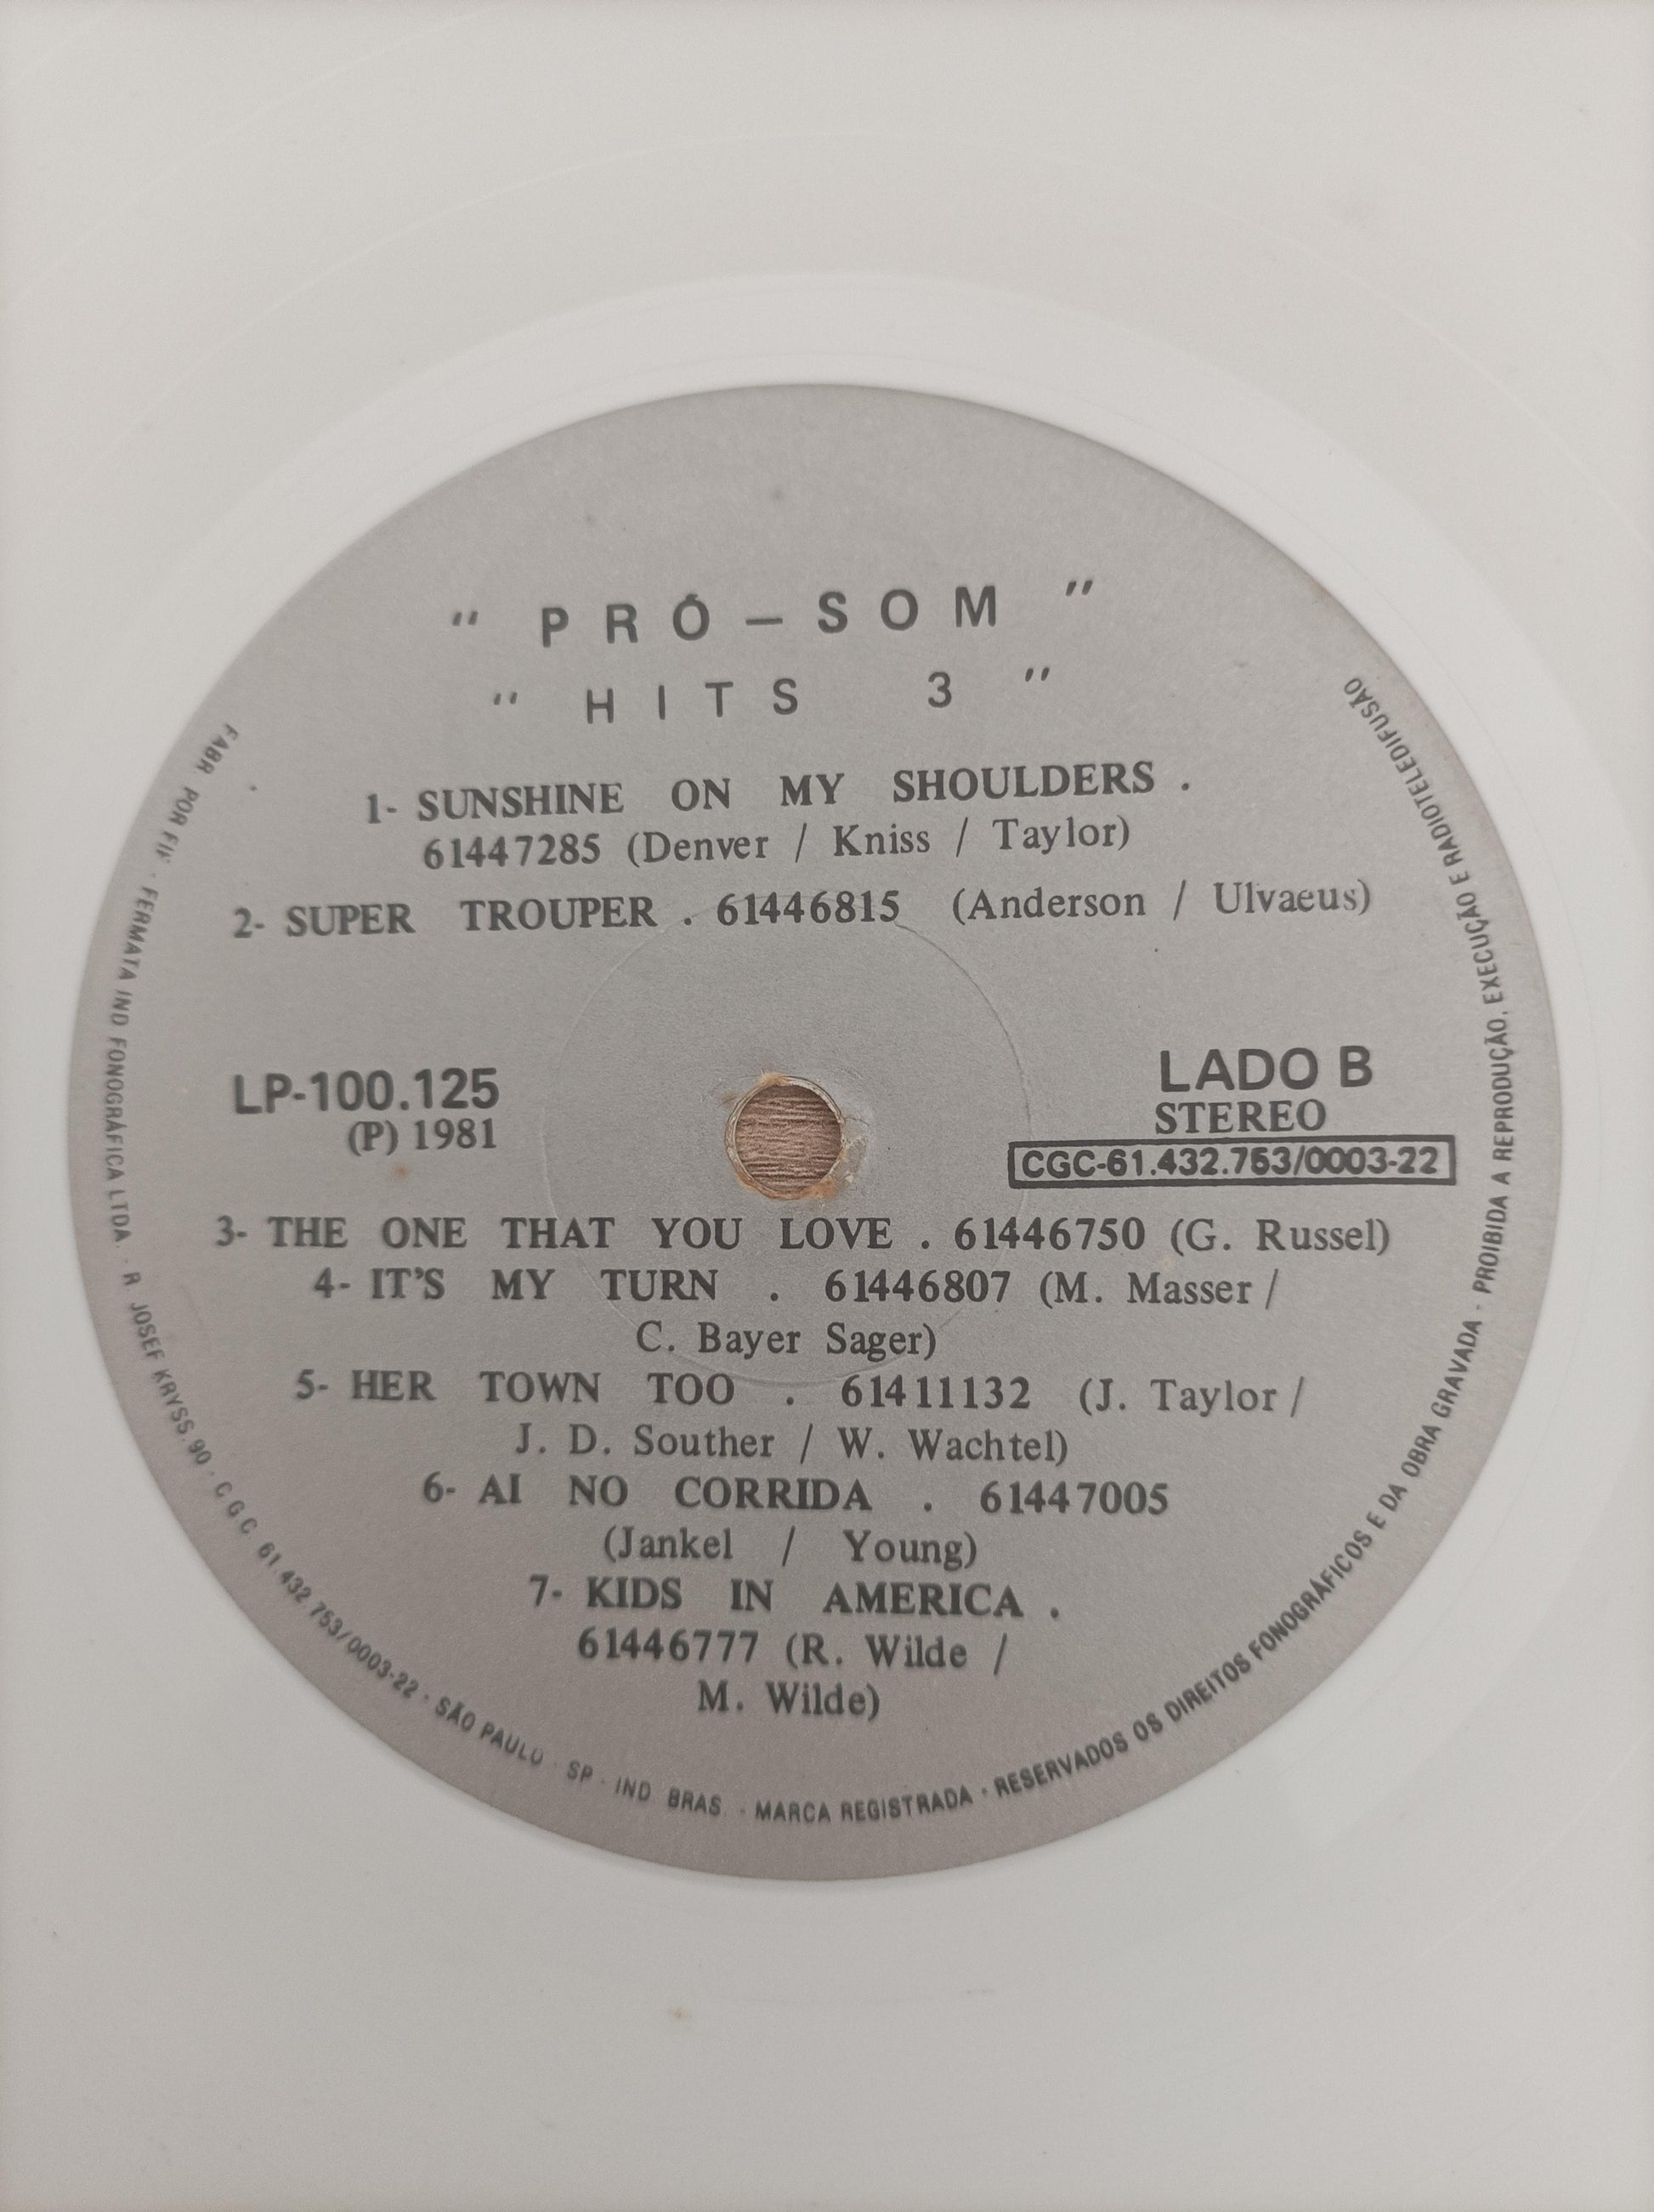 " PRÓ – SOM "
" HITS 3 "
1- SUNSHINE ON MY SHOULDERS .
61447285 (Denver / Kniss / Taylor)
2- SUPER TROUPER . 61446815 (Anderson / Ulvaeus)
LP-100.125
(P) 1981
LADO B
STEREO
CGC-61.432.753/0003-22
3- THE ONE THAT YOU LOVE . 61446750 (G. Russel)
4- IT'S MY TURN . 61446807 (M. Masser /
C. Bayer Sager)
5- HER TOWN TOO . 61411132 (J. Taylor /
J. D. Souther / W. Wachtel)
6- AI NO CORRIDA . 61447005
(Jankel / Young)
7- KIDS IN AMERICA .
61446777 (R. Wilde /
M. Wilde)
FABR. POR FIF · FERMATA IND FONOGRÁFICA LTDA. · R JOSEF KRYSS, 90 · C G C 61 432 753/0003-22 · SÃO PAULO · SP · IND BRAS. · MARCA REGISTRADA · RESERVADOS OS DIREITOS FONOGRÁFICOS E DA OBRA GRAVADA · PROIBIDA A REPRODUÇÃO, EXECUÇÃO E RADIOTELEDIFUSÃO